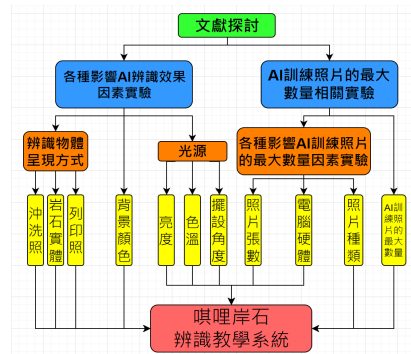 文獻探討
各種影響AI辨識效果
因素實驗
AI訓練照片的最大
數量相關實驗
辨識物體
呈現方式
光源
各種影響AI訓練照片
的最大數量因素實驗
沖洗照
岩石實體
列印照
背景顏色
亮度
色溫
擺設角度
照片張數
電腦硬體
照片種類
AI訓練照片的最大數量
唭哩岸石
辨識教學系統